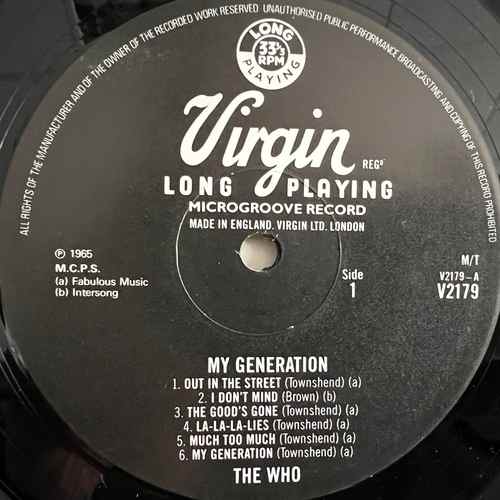 ALL RIGHTS OF THE MANUFACTURER AND OF THE OWNER OF THE RECORDED WORK RESERVED. UNAUTHORISED PUBLIC PERFORMANCE BROADCASTING AND COPYING OF THIS RECORD PROHIBITED
LONG
33⅓
RPM
PLAYING
Virgin
REGᴰ
LONG PLAYING
MICROGROOVE RECORD
MADE IN ENGLAND. VIRGIN LTD. LONDON
℗ 1965
M.C.P.S.
(a) Fabulous Music
(b) Intersong
Side
1
M/T
V2179–A
V2179
MY GENERATION
1. OUT IN THE STREET (Townshend) (a)
2. I DON'T MIND (Brown) (b)
3. THE GOOD'S GONE (Townshend) (a)
4. LA-LA-LA-LIES (Townshend) (a)
5. MUCH TOO MUCH (Townshend) (a)
6. MY GENERATION (Townshend) (a)
THE WHO